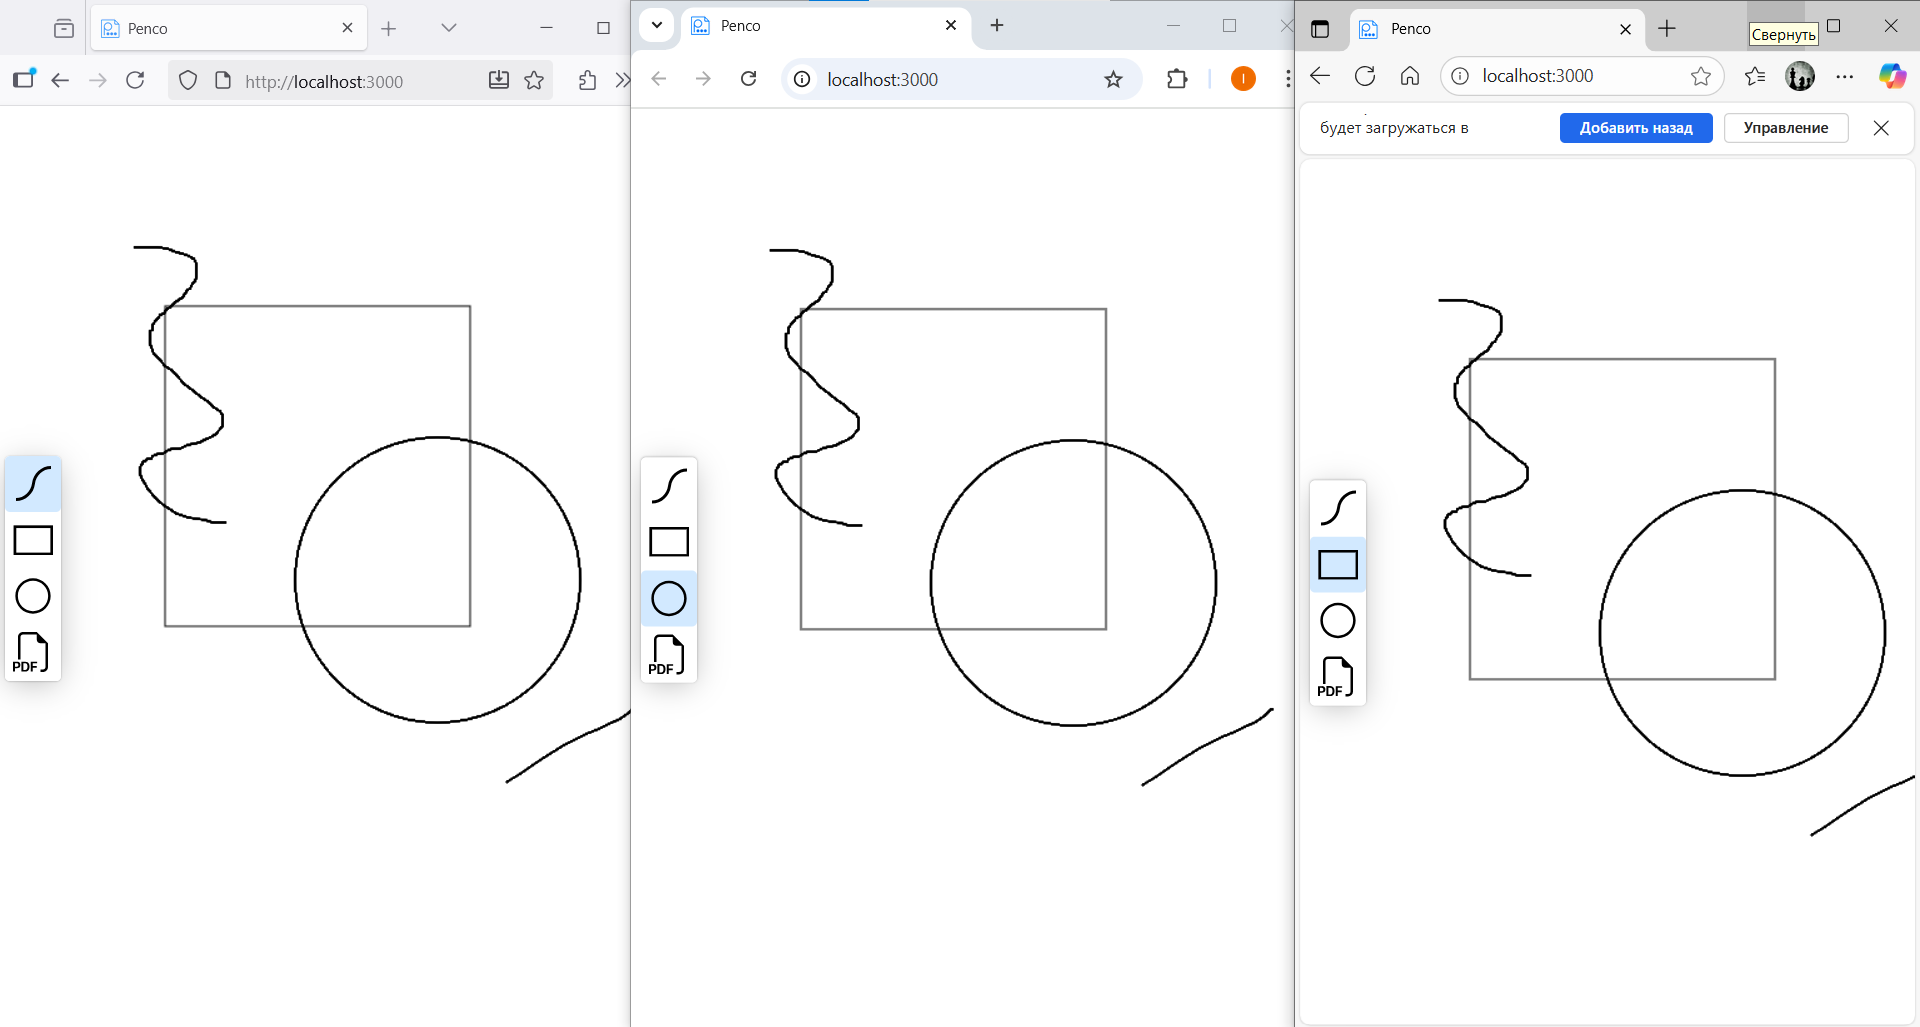 Penco
http://localhost:3000
PDF
Penco
localhost:3000
I
PDF
Penco
Свернуть
localhost:3000
будет загружаться в
Добавить назад
Управление
PDF